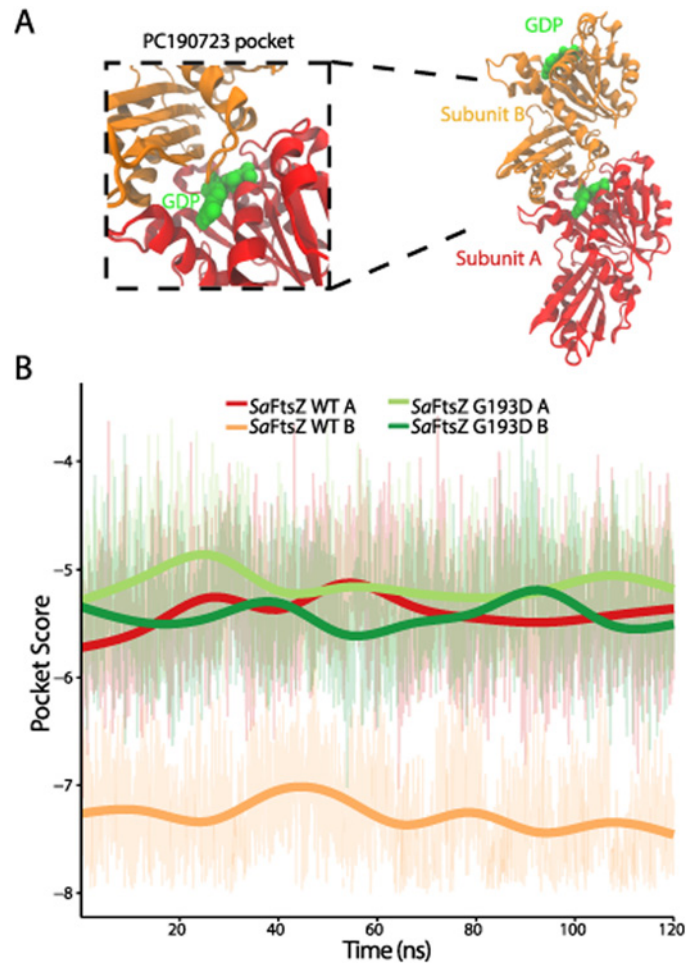 A
PC190723 pocket
GDP
GDP
Subunit B
Subunit A
B
SaFtsZ WT A
SaFtsZ G193D A
SaFtsZ WT B
SaFtsZ G193D B
Pocket Score
−4
−5
−6
−7
−8
20
40
60
80
100
120
Time (ns)